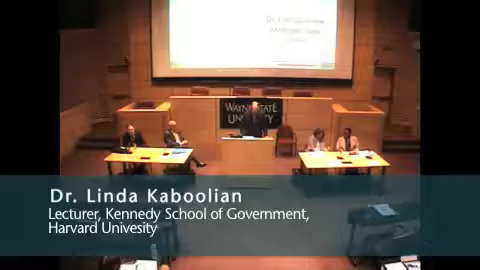 WAYNE STATE
UNIVERSITY
Dr. Linda Kaboolian
Lecturer, Kennedy School of Government,
Harvard Univesity